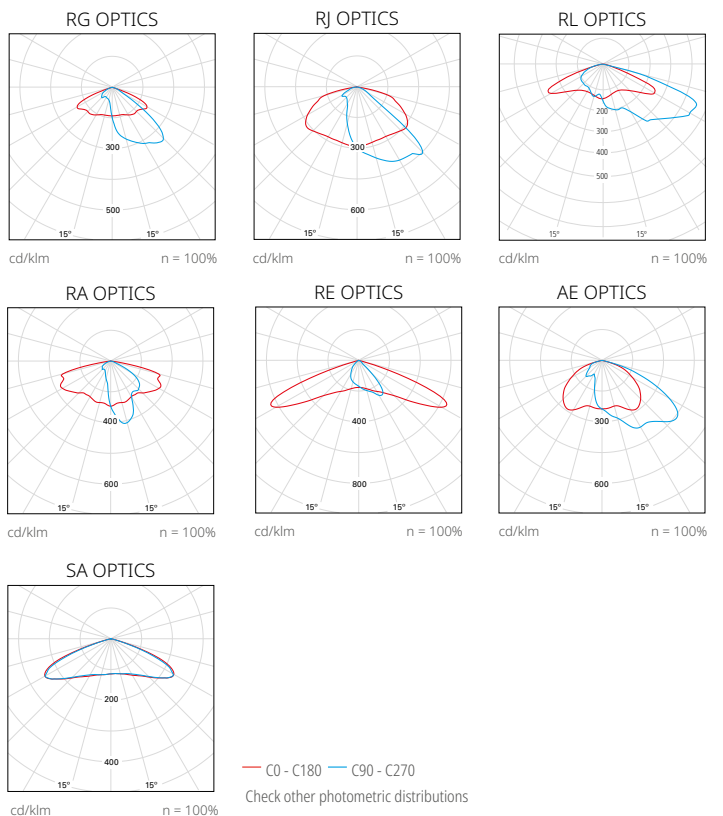 RG OPTICS
300
500
15° 15°
cd/klm n = 100%
RJ OPTICS
300
600
15° 15°
cd/klm n = 100%
RL OPTICS
200
200
300
400
500
15° 15°
cd/klm n = 100%
RA OPTICS
400
600
15° 15°
cd/klm n = 100%
RE OPTICS
400
800
15° 15°
cd/klm n = 100%
AE OPTICS
300
600
15° 15°
cd/klm n = 100%
SA OPTICS
200
400
15° 15°
cd/klm n = 100%
C0 - C180 C90 - C270
Check other photometric distributions